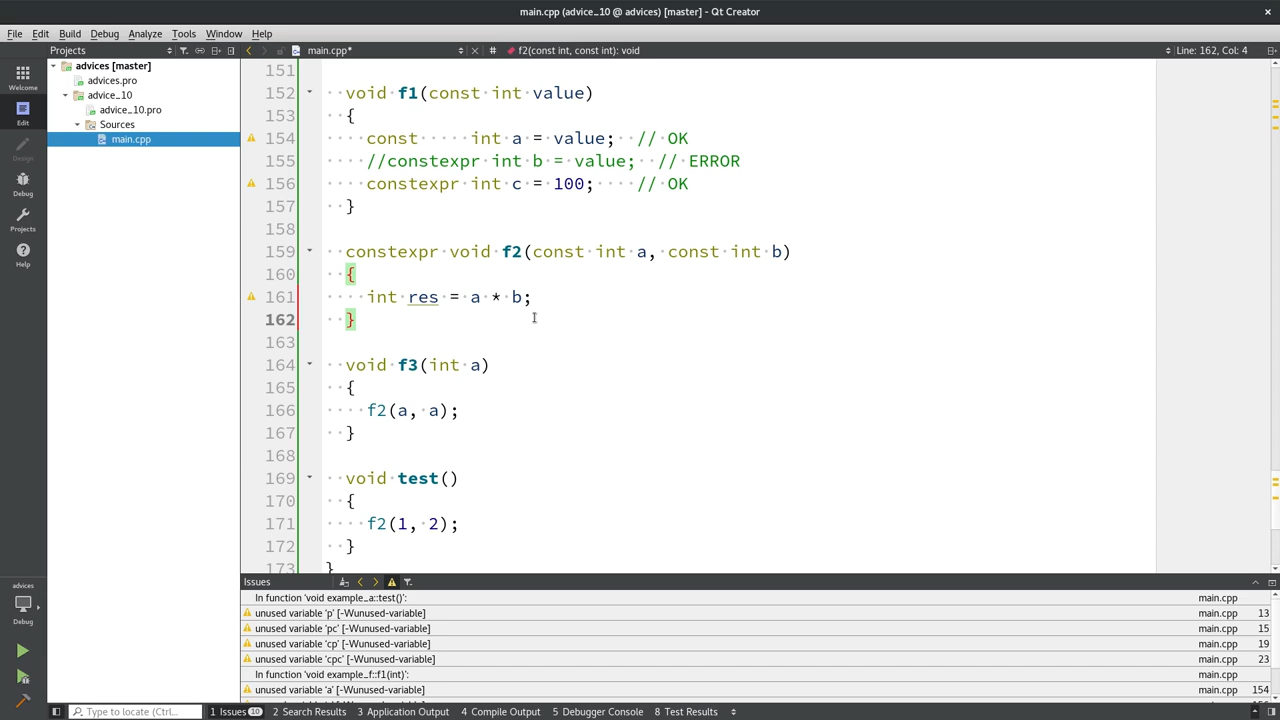 main.cpp (advice_10 @ advices) [master] - Qt Creator
File Edit Build Debug Analyze Tools Window Help
Projects main.cpp* # f2(const int, const int): void Line: 162, Col: 4
advices [master]
advices.pro
advice_10
advice_10.pro
Sources
main.cpp
Welcome
Edit
Design
Debug
Projects
Help
151
152 void f1(const int value)
153 {
154 const int a = value; // OK
155 //constexpr int b = value; // ERROR
156 constexpr int c = 100; // OK
157 }
158
159 constexpr void f2(const int a, const int b)
160 {
161 int res = a * b;
162 }
163
164 void f3(int a)
165 {
166 f2(a, a);
167 }
168
169 void test()
170 {
171 f2(1, 2);
172 }
173 }
Issues
In function 'void example_a::test()': main.cpp
unused variable 'p' [-Wunused-variable] main.cpp 13
unused variable 'pc' [-Wunused-variable] main.cpp 15
unused variable 'cp' [-Wunused-variable] main.cpp 19
unused variable 'cpc' [-Wunused-variable] main.cpp 23
In function 'void example_f::f1(int)': main.cpp
unused variable 'a' [-Wunused-variable] main.cpp 154
advices
Debug
Type to locate (Ctrl+... 1 Issues 10 2 Search Results 3 Application Output 4 Compile Output 5 Debugger Console 8 Test Results